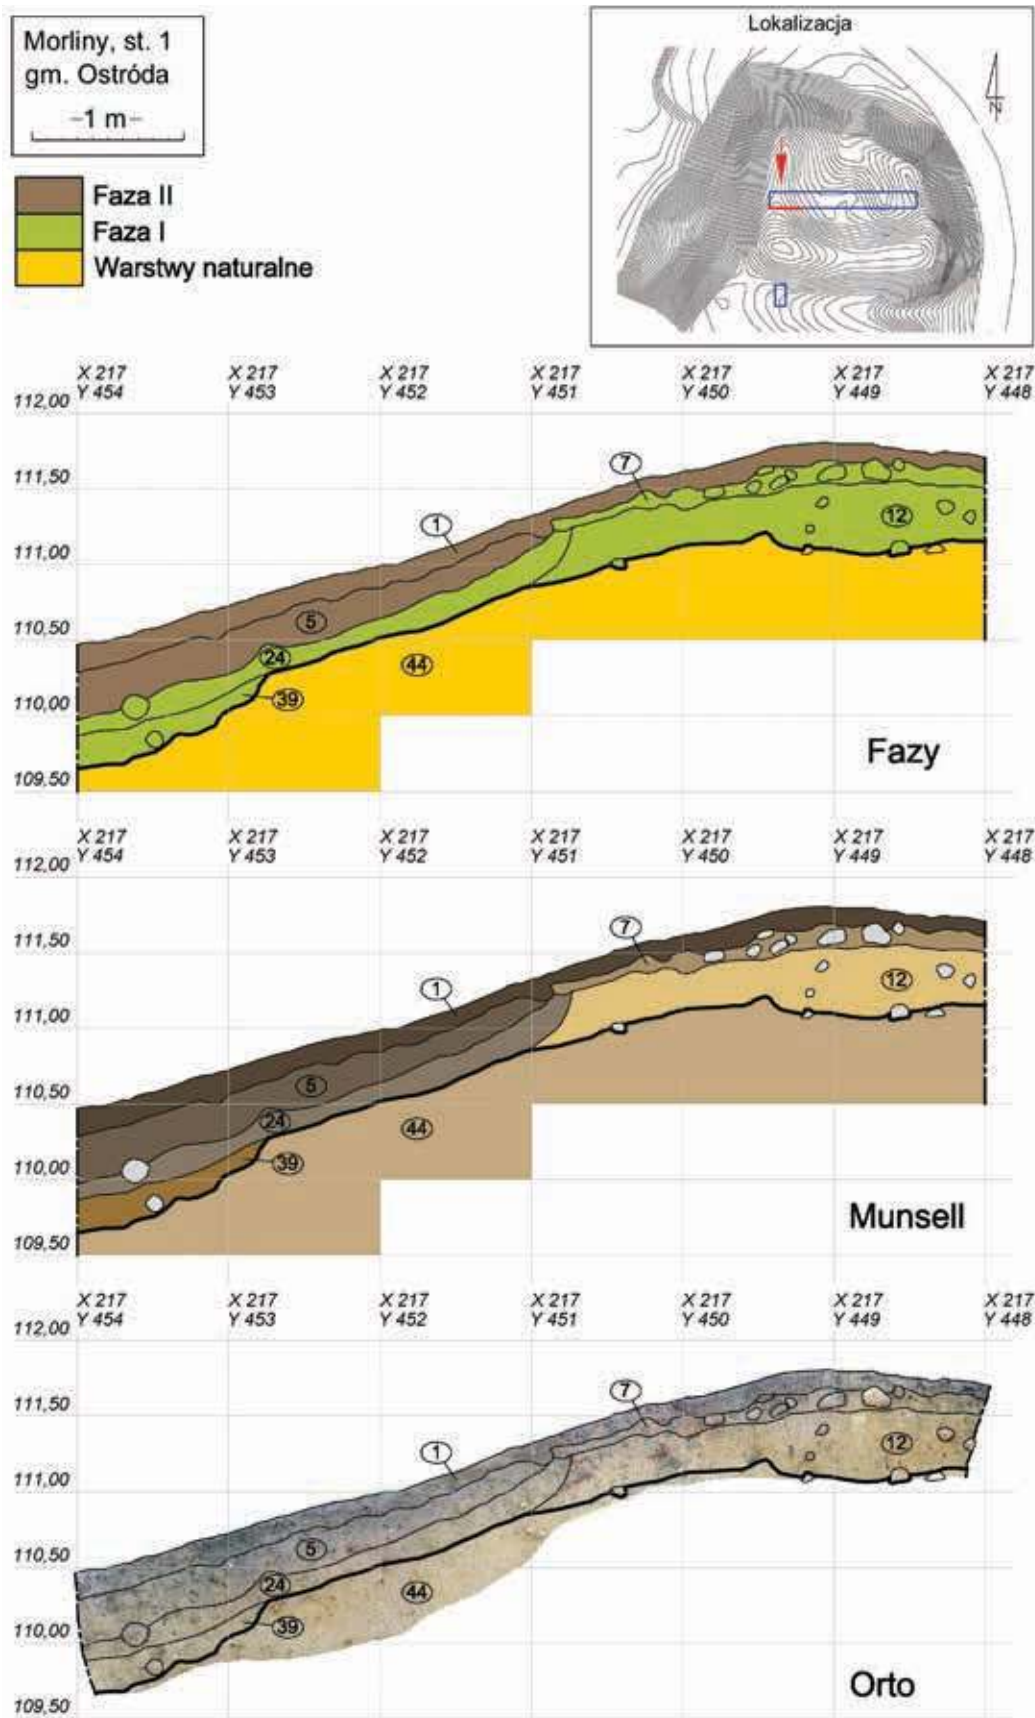 Morliny, st. 1
gm. Ostróda
-1 m-
Faza II
Faza I
Warstwy naturalne
Lokalizacja
N
X 217 X 217 X 217 X 217 X 217 X 217 X 217
Y 454 Y 453 Y 452 Y 451 Y 450 Y 449 Y 448
112,00
111,50
111,00
110,50
110,00
109,50
7
1
12
5
24
44
39
Fazy
X 217 X 217 X 217 X 217 X 217 X 217 X 217
Y 454 Y 453 Y 452 Y 451 Y 450 Y 449 Y 448
112,00
111,50
111,00
110,50
110,00
109,50
7
1
12
5
24
44
39
Munsell
X 217 X 217 X 217 X 217 X 217 X 217 X 217
Y 454 Y 453 Y 452 Y 451 Y 450 Y 449 Y 448
112,00
111,50
111,00
110,50
110,00
109,50
7
1
12
5
24
44
39
Orto